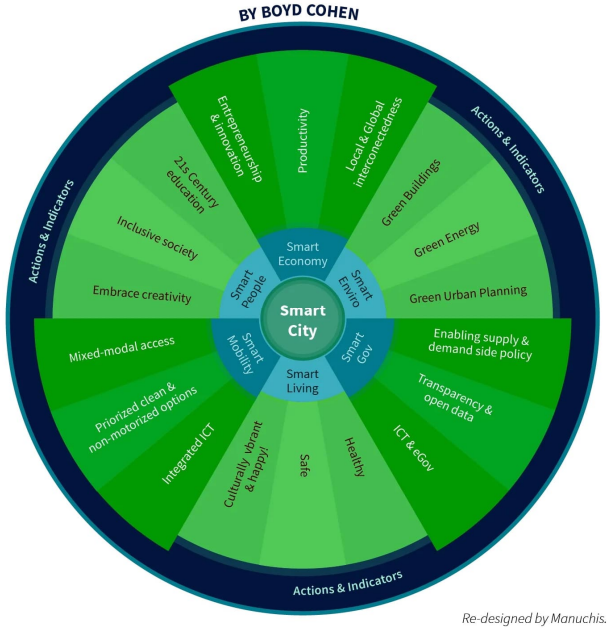 BY BOYD COHEN
Entrepreneurship
& innovation
Productivity
Local & Global
interconectedness
Actions & Indicators
Green Buildings
Green Energy
Green Urban Planning
Enabling supply &
demand side policy
Transparency &
open data
ICT & eGov
Healthy
Safe
Culturally vbrant
& happy!
Actions & Indicators
Integrated ICT
Priorized clean &
non-motorized options
Mixed-modal access
Embrace creativity
Inclusive society
21s Century
education
Actions & Indicators
Smart
Economy
Smart
Enviro
Smart
Gov
Smart
Living
Smart
Mobility
Smart
People
Smart
City
Re-designed by Manuchis.